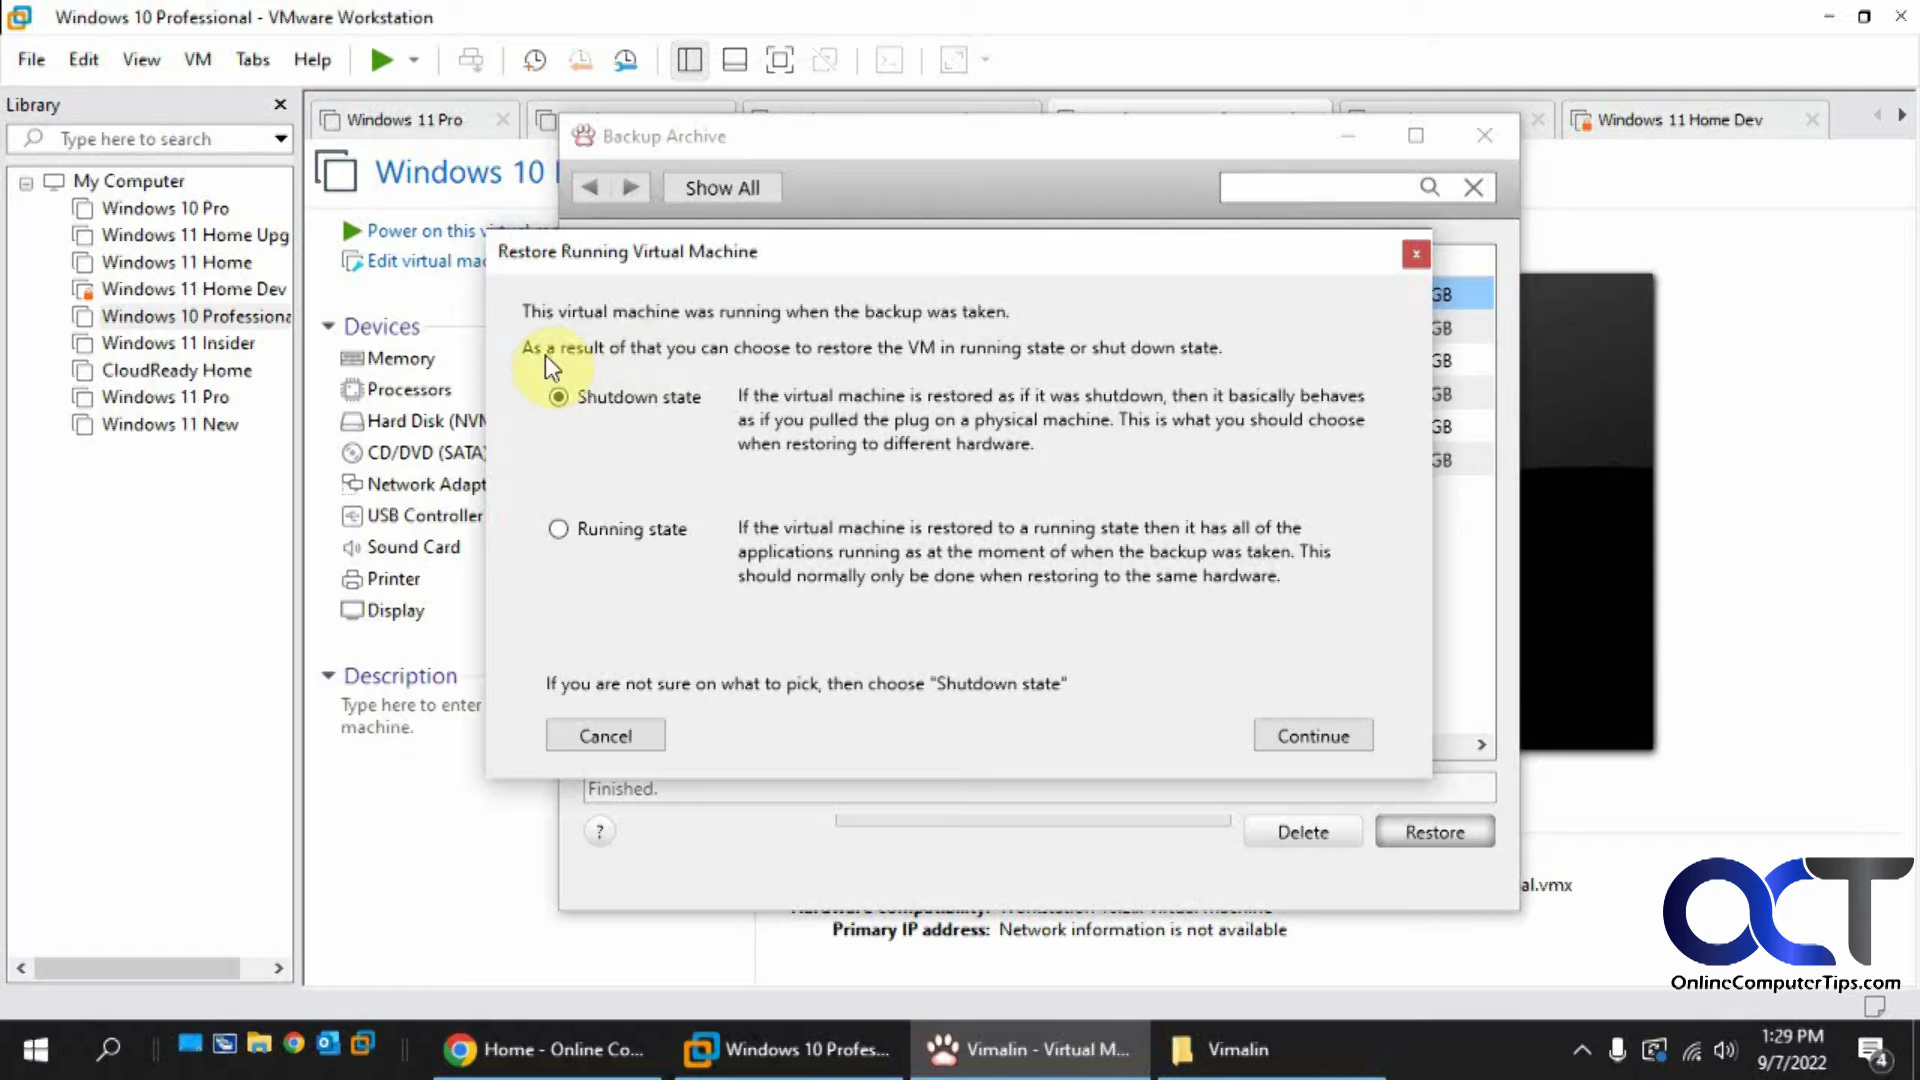 Windows 10 Professional - VMware Workstation
File Edit View VM Tabs Help
Library
Type here to search
My Computer
Windows 10 Pro
Windows 11 Home Upg
Windows 11 Home
Windows 11 Home Dev
Windows 10 Professiona
Windows 11 Insider
CloudReady Home
Windows 11 Pro
Windows 11 New
Windows 11 Pro
Windows 11 Home Dev
Windows 10
Power on this
Edit virtual mac
Devices
Memory
Processors
Hard Disk (NVM
CD/DVD (SATA)
Network Adapt
USB Controller
Sound Card
Printer
Display
Description
Type here to enter
machine.
Backup Archive
Show All
GB
GB
GB
GB
GB
GB
Restore Running Virtual Machine
x
This virtual machine was running when the backup was taken.
As a result of that you can choose to restore the VM in running state or shut down state.
Shutdown state
If the virtual machine is restored as if it was shutdown, then it basically behaves
as if you pulled the plug on a physical machine. This is what you should choose
when restoring to different hardware.
Running state
If the virtual machine is restored to a running state then it has all of the
applications running as at the moment of when the backup was taken. This
should normally only be done when restoring to the same hardware.
If you are not sure on what to pick, then choose "Shutdown state"
Cancel
Continue
Finished.
?
Delete
Restore
al.vmx
Primary IP address: Network information is not available
OCT
OnlineComputerTips.com
Home - Online Co...
Windows 10 Profes...
Vimalin - Virtual M...
Vimalin
1:29 PM
9/7/2022
4